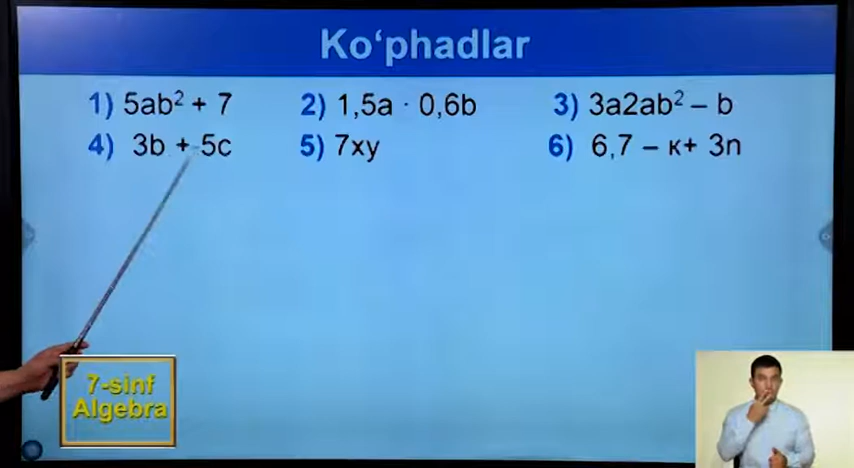 Ko‘phadlar
1) 5ab² + 7 2) 1,5a · 0,6b 3) 3a2ab² – b
4) 3b + 5c 5) 7xy 6) 6,7 – к+ 3n
7-sinf
Algebra